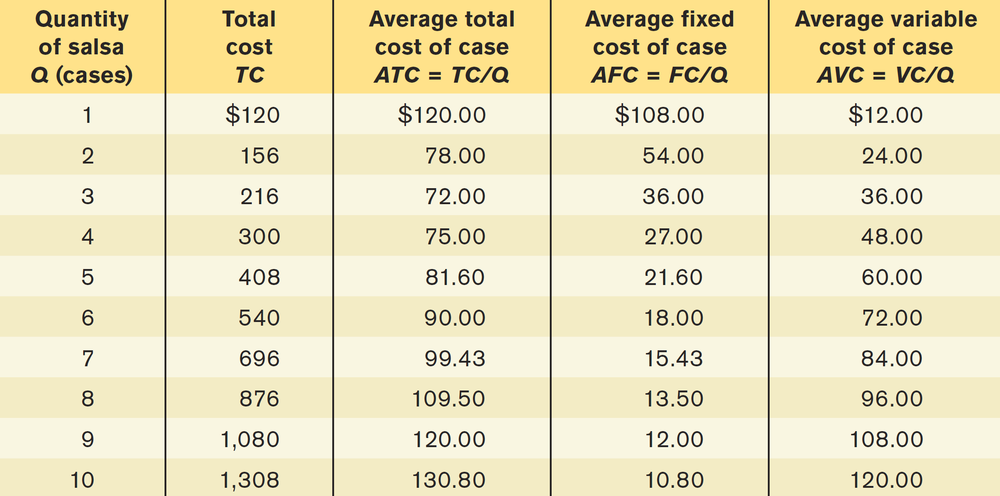 Quantity of salsa Q (cases) | Total cost TC | Average total cost of case ATC = TC/Q | Average fixed cost of case AFC = FC/Q | Average variable cost of case AVC = VC/Q
1 $120 $120.00 $108.00 $12.00
2 156 78.00 54.00 24.00
3 216 72.00 36.00 36.00
4 300 75.00 27.00 48.00
5 408 81.60 21.60 60.00
6 540 90.00 18.00 72.00
7 696 99.43 15.43 84.00
8 876 109.50 13.50 96.00
9 1,080 120.00 12.00 108.00
10 1,308 130.80 10.80 120.00